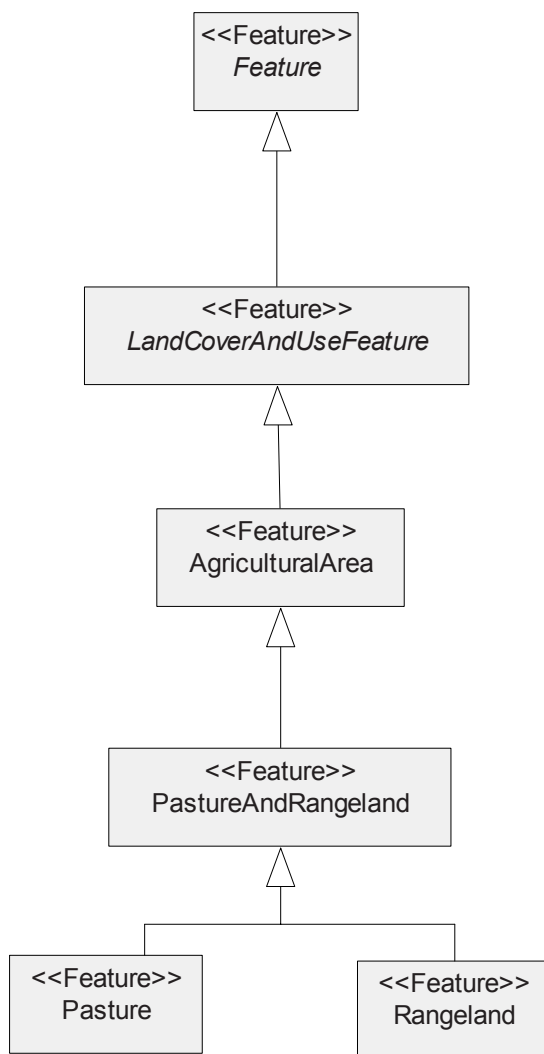 <<Feature>>
Feature
<<Feature>>
LandCoverAndUseFeature
<<Feature>>
AgriculturalArea
<<Feature>>
PastureAndRangeland
<<Feature>>
Pasture
<<Feature>>
Rangeland